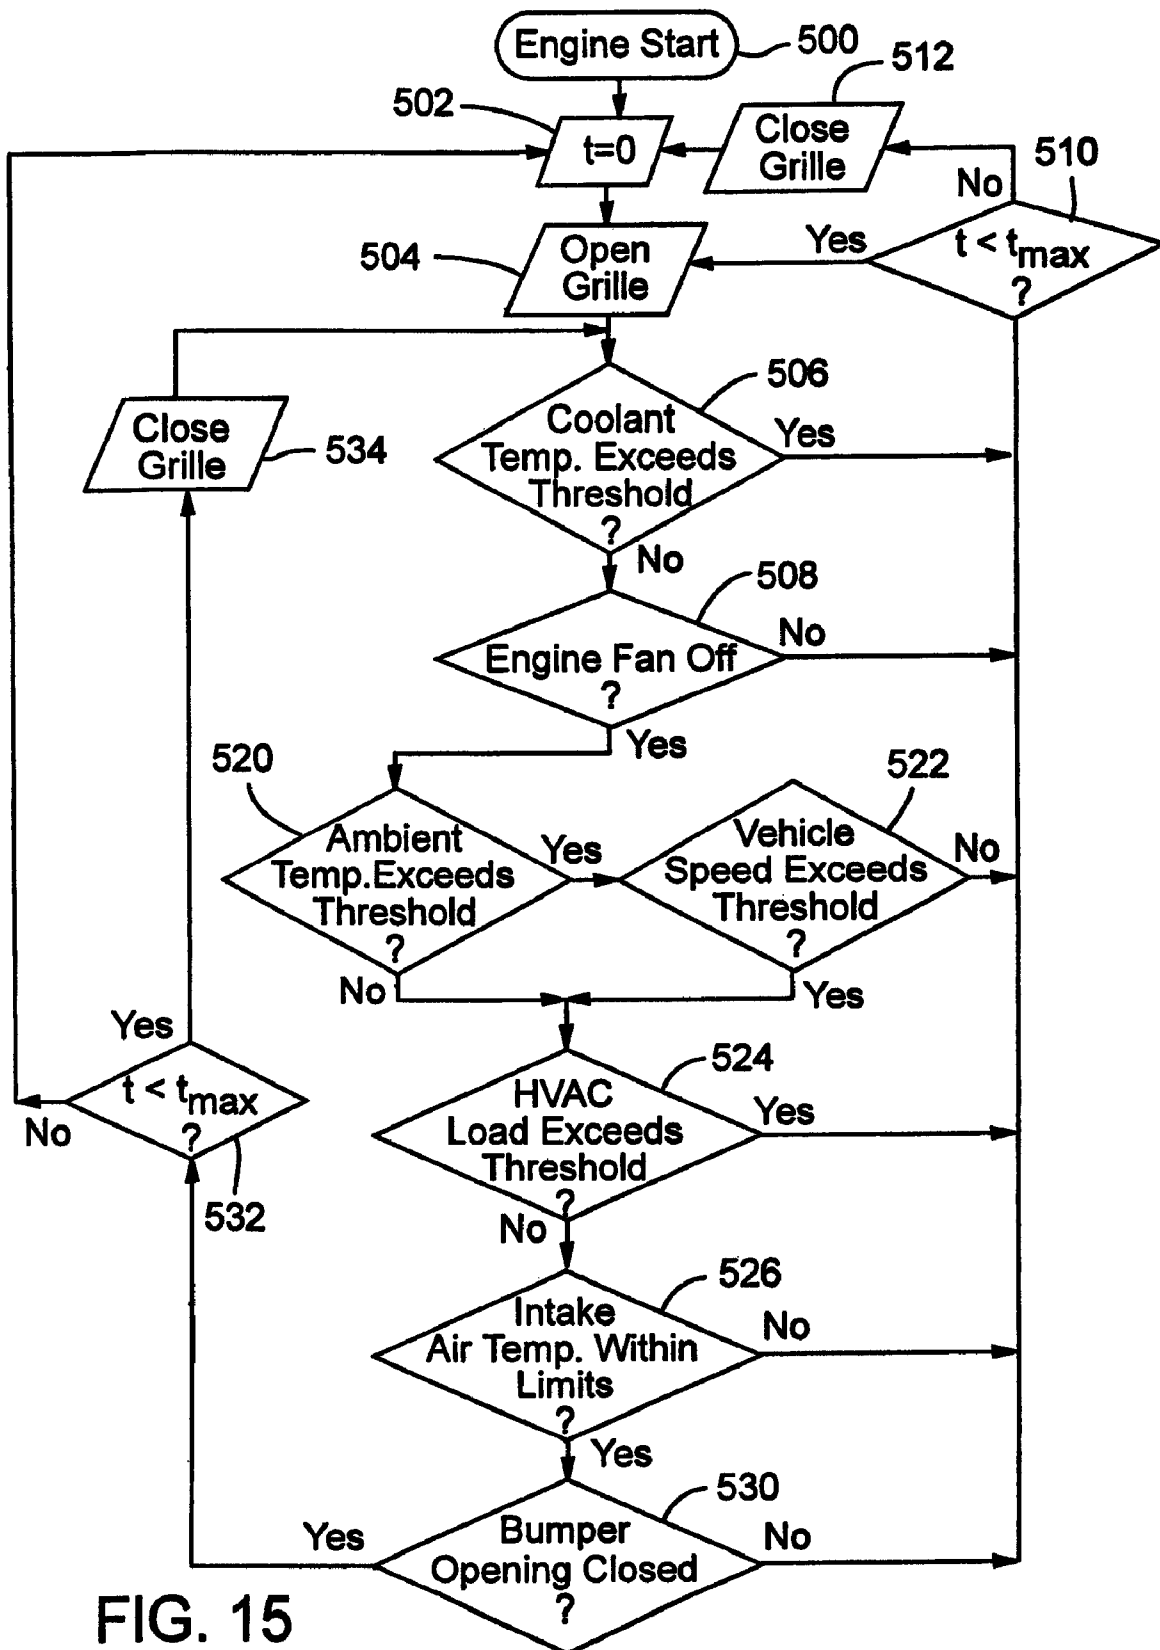 Engine Start
500
512
502
t=0
Close
Grille
510
No
504
Open
Grille
Yes
t < tmax
?
506
Close
Grille
534
Coolant
Temp. Exceeds
Threshold
?
Yes
No
508
Engine Fan Off
?
No
Yes
520
522
Ambient
Temp.Exceeds
Threshold
?
Yes
Vehicle
Speed Exceeds
Threshold
?
No
No
Yes
Yes
t < tmax
?
No
532
524
HVAC
Load Exceeds
Threshold
?
Yes
No
526
Intake
Air Temp. Within
Limits
?
No
Yes
530
Yes
Bumper
Opening Closed
?
No
FIG. 15